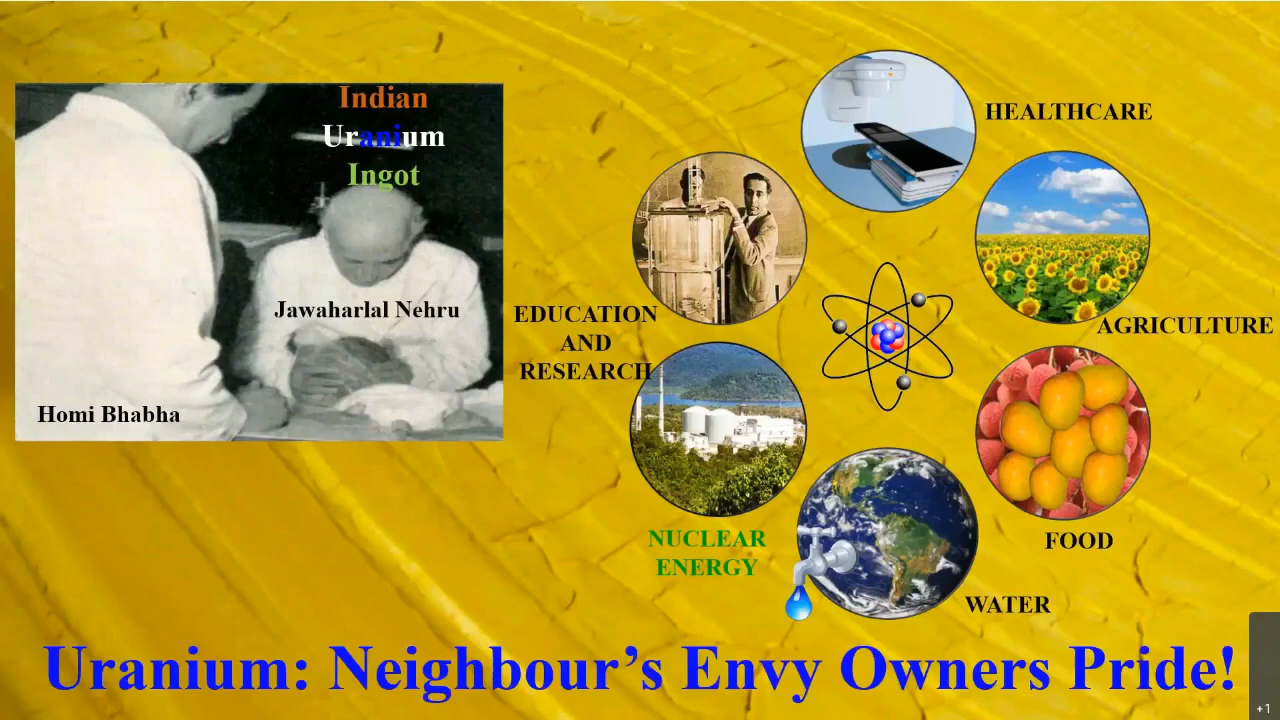 Indian
Uranium
Ingot
Jawaharlal Nehru
Homi Bhabha
HEALTHCARE
EDUCATION
AND
RESEARCH
AGRICULTURE
NUCLEAR
ENERGY
FOOD
WATER
Uranium: Neighbour’s Envy Owners Pride!
+1